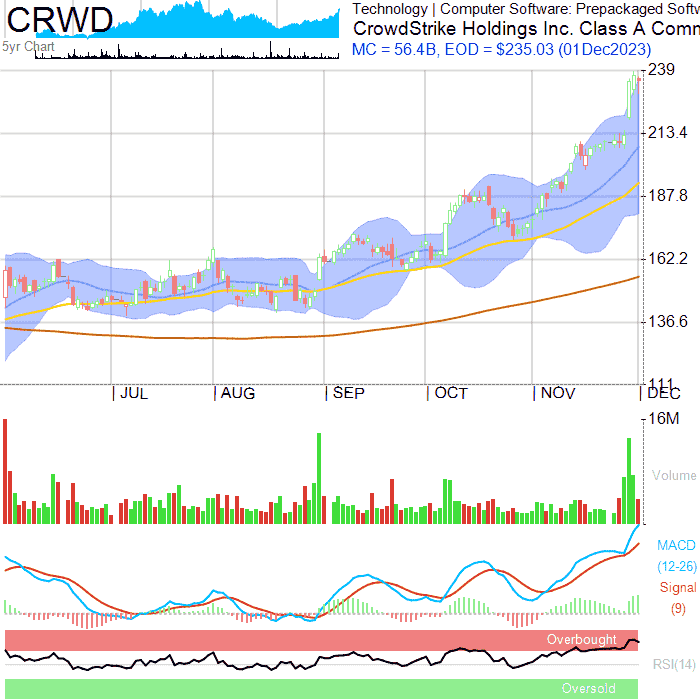 CRWD
Technology | Computer Software: Prepackaged Softw
CrowdStrike Holdings Inc. Class A Comm
MC = 56.4B, EOD = $235.03 (01Dec2023)
5yr Chart
239
213.4
187.8
162.2
136.6
111
JUL AUG SEP OCT NOV DEC
16M
Volume
MACD
(12-26)
Signal
(9)
Overbought
RSI(14)
Oversold